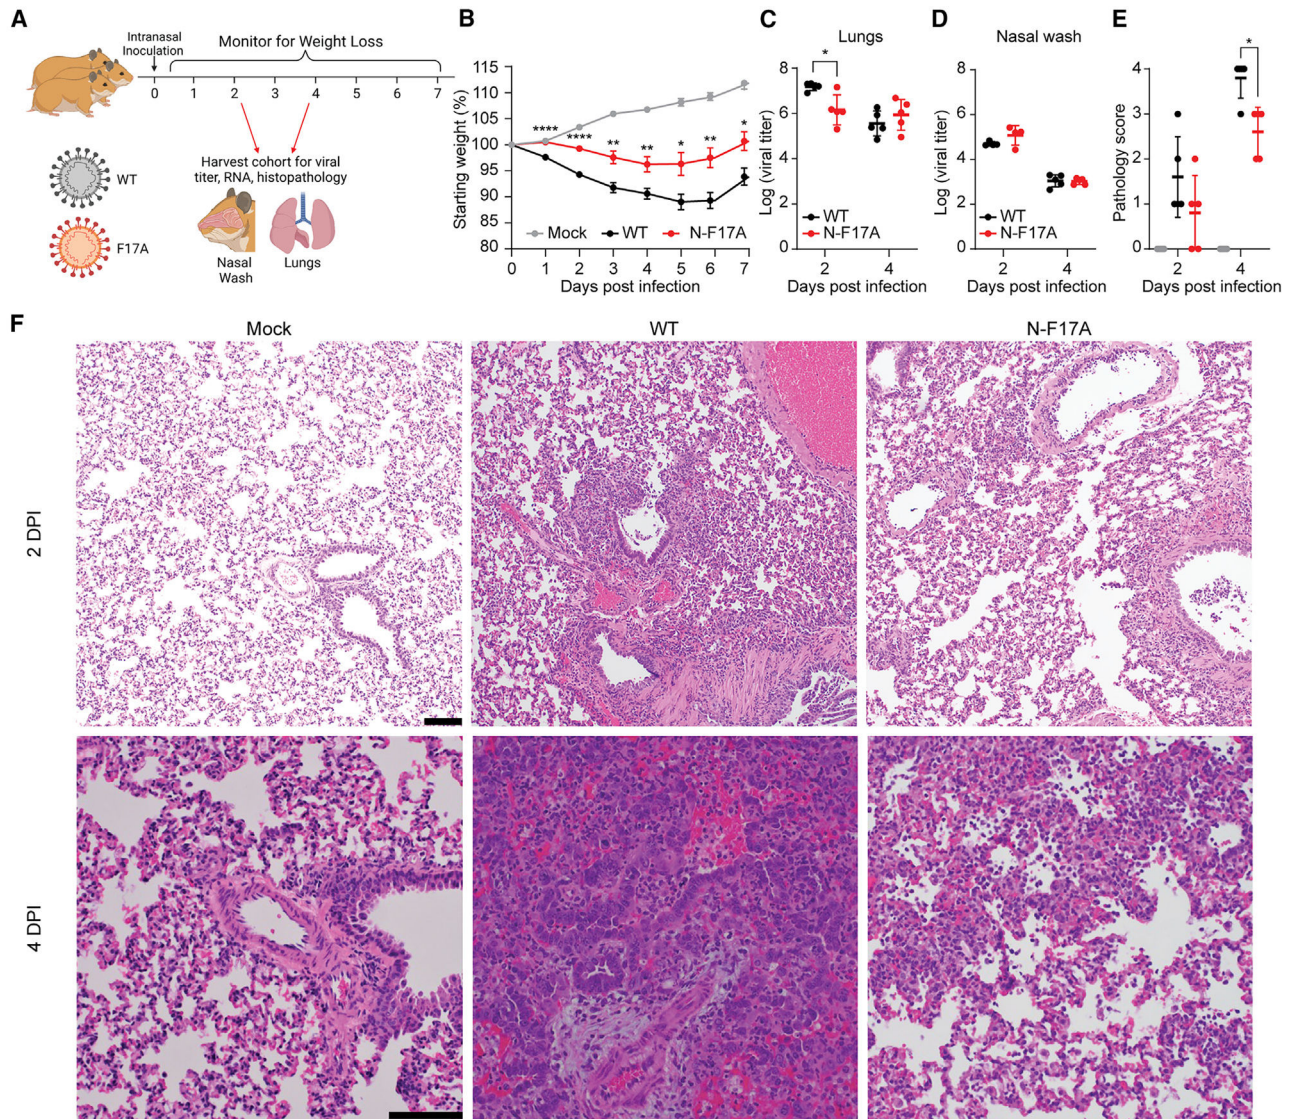 A
Intranasal
Inoculation
Monitor for Weight Loss
0 1 2 3 4 5 6 7
WT
F17A
Harvest cohort for viral
titer, RNA, histopathology
Nasal
Wash
Lungs
B
Starting weight (%)
115
110
105
100
95
90
85
80
**** **** ** ** * ** *
Mock WT N-F17A
0 1 2 3 4 5 6 7
Days post infection
C
Lungs
Log (viral titer)
8
6
4
2
0
*
WT
N-F17A
2 4
Days post infection
D
Nasal wash
Log (viral titer)
8
6
4
2
0
WT
N-F17A
2 4
Days post infection
E
Pathology score
4
3
2
1
0
*
2 4
Days post infection
F
Mock WT N-F17A
2 DPI
4 DPI